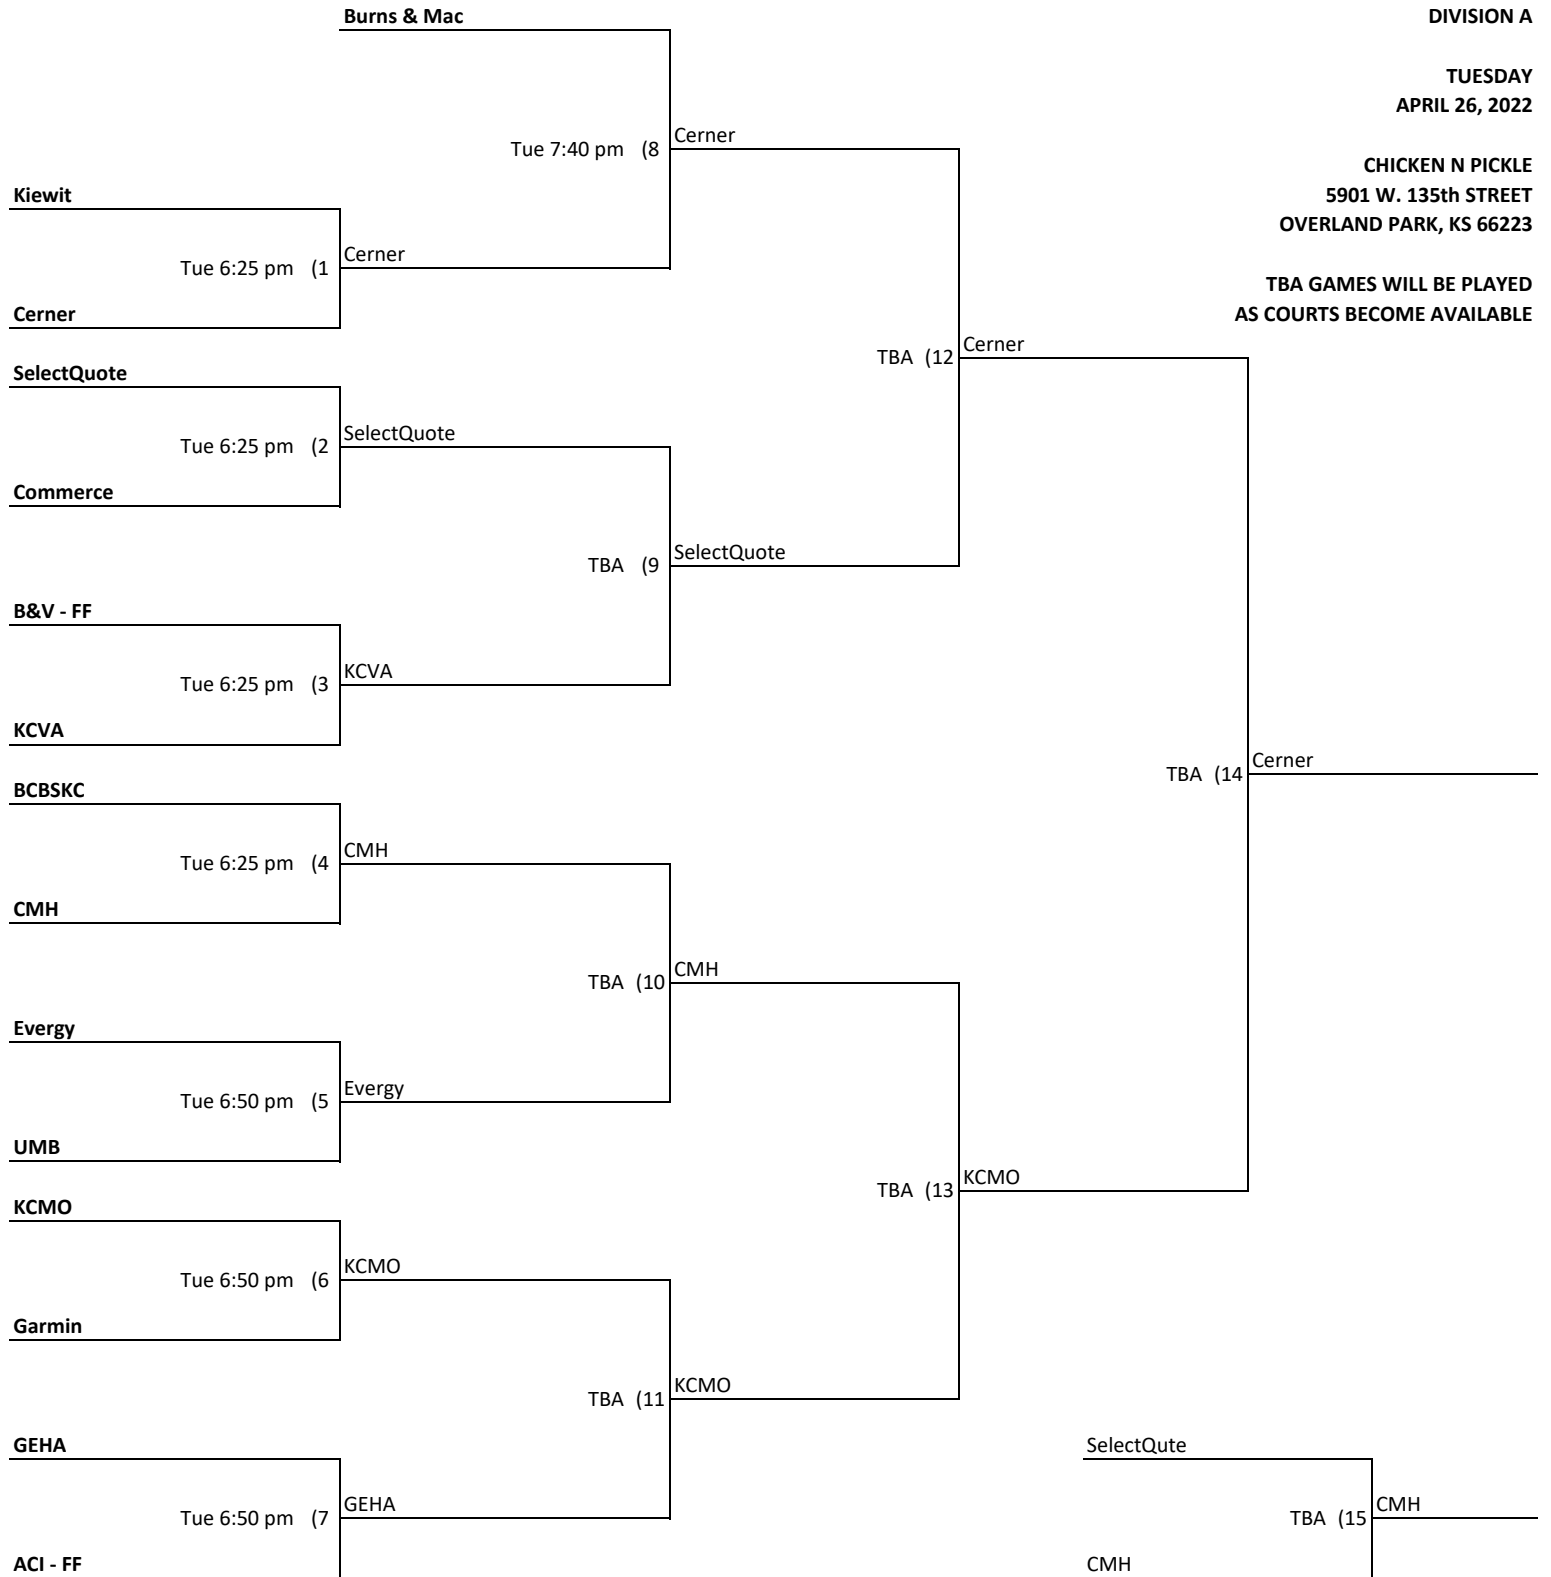 Burns & Mac
DIVISION A
TUESDAY
APRIL 26, 2022
Tue 7:40 pm (8
Cerner
CHICKEN N PICKLE
Kiewit
5901 W. 135th STREET
OVERLAND PARK, KS 66223
Tue 6:25 pm (1
Cerner
TBA GAMES WILL BE PLAYED
Cerner
AS COURTS BECOME AVAILABLE
TBA (12
Cerner
SelectQuote
Tue 6:25 pm (2
SelectQuote
Commerce
TBA (9
SelectQuote
B&V - FF
Tue 6:25 pm (3
KCVA
KCVA
TBA (14
Cerner
BCBSKC
Tue 6:25 pm (4
CMH
CMH
TBA (10
CMH
Evergy
Tue 6:50 pm (5
Evergy
UMB
TBA (13
KCMO
KCMO
Tue 6:50 pm (6
KCMO
Garmin
TBA (11
KCMO
GEHA
SelectQute
Tue 6:50 pm (7
GEHA
TBA (15
CMH
ACI - FF
CMH